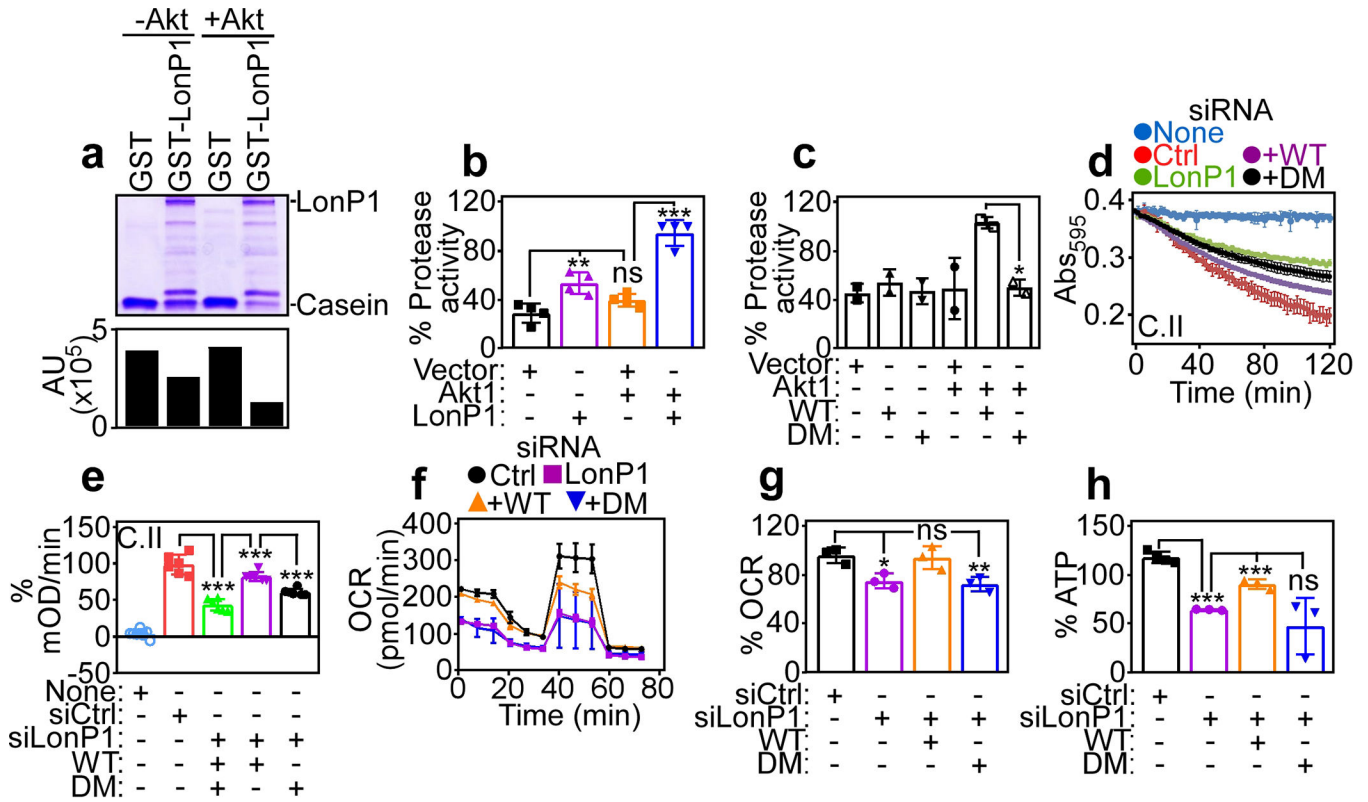 -Akt +Akt
GST
GST-LonP1
GST
GST-LonP1
a
-LonP1
-Casein
AU
(x10⁵)
5
0
b
% Protease
activity
120
80
40
0
**
ns
***
Vector: + - + -
Akt1: - - + +
LonP1: - + - +
c
% Protease
activity
120
80
40
0
*
Vector: + - - + - -
Akt1: - - - + + +
WT: - + - - + -
DM: - - + - - +
d
siRNA
None
Ctrl +WT
LonP1 +DM
Abs595
0.4
0.3
0.2
C.II
0 40 80 120
Time (min)
e
%
mOD/min
150
100
50
0
-50
C.II
***
***
***
None: + - - - -
siCtrl: - + - - -
siLonP1: - - + + +
WT: - - + + -
DM: - - + - +
f
siRNA
Ctrl LonP1
+WT +DM
OCR
(pmol/min)
400
300
200
100
0
0 20 40 60 80
Time (min)
g
% OCR
120
80
40
0
*
ns
**
siCtrl: + - - -
siLonP1: - + + +
WT: - - + -
DM: - - - +
h
% ATP
150
100
50
0
***
***
ns
siCtrl: + - - -
siLonP1: - + + +
WT: - - + -
DM: - - - +